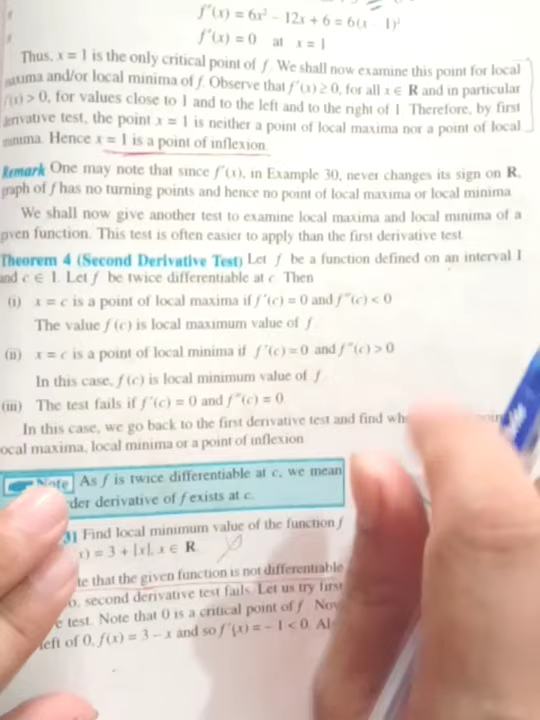 f′(x) = 6x² – 12x + 6 = 6(x – 1)²
f′(x) = 0 at x = 1
Thus, x = 1 is the only critical point of f. We shall now examine this point for local
maxima and/or local minima of f. Observe that f′(x) ≥ 0, for all x ∈ R and in particular
f′(x) > 0, for values close to 1 and to the left and to the right of 1. Therefore, by first
derivative test, the point x = 1 is neither a point of local maxima nor a point of local
minima. Hence x = 1 is a point of inflexion.
Remark One may note that since f′(x), in Example 30, never changes its sign on R,
graph of f has no turning points and hence no point of local maxima or local minima.
We shall now give another test to examine local maxima and local minima of a
given function. This test is often easier to apply than the first derivative test.
Theorem 4 (Second Derivative Test) Let f be a function defined on an interval I
and c ∈ I. Let f be twice differentiable at c. Then
(i) x = c is a point of local maxima if f′(c) = 0 and f″(c) < 0
The value f(c) is local maximum value of f.
(ii) x = c is a point of local minima if f′(c) = 0 and f″(c) > 0
In this case, f(c) is local minimum value of f.
(iii) The test fails if f′(c) = 0 and f″(c) = 0.
In this case, we go back to the first derivative test and find
local maxima, local minima or a point of inflexion.
Note As f is twice differentiable at c, we mean
der derivative of f exists at c.
31 Find local minimum value of the function f
x) = 3 + |x|, x ∈ R.
te that the given function is not differentiable
o, second derivative test fails. Let us try first
e test. Note that 0 is a critical point of f. Now
left of 0, f(x) = 3 – x and so f′(x) = – 1 < 0. Al